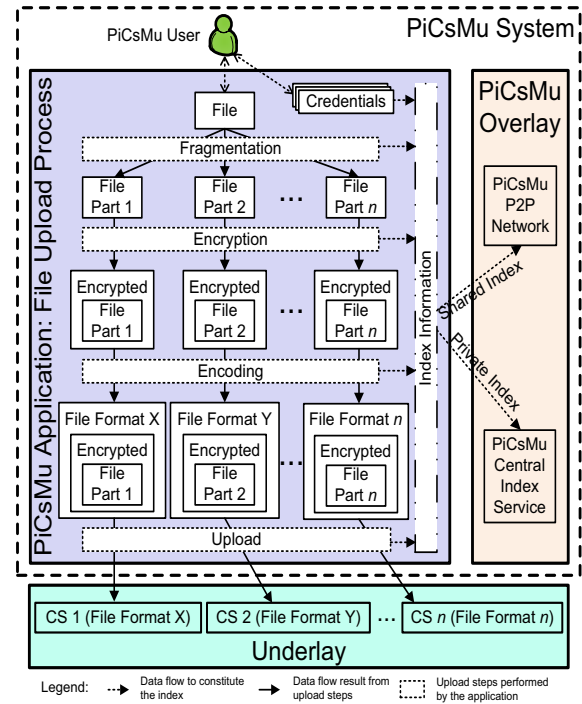 PiCsMu System
PiCsMu User
PiCsMu Application: File Upload Process
File
Credentials
Fragmentation
File
Part 1
File
Part 2
...
File
Part n
Encryption
Encrypted
File
Part 1
Encrypted
File
Part 2
...
Encrypted
File
Part n
Encoding
File Format X
Encrypted
File
Part 1
File Format Y
Encrypted
File
Part 2
...
File Format n
Encrypted
File
Part n
Upload
Index Information
Shared Index
Private Index
PiCsMu
Overlay
PiCsMu
P2P
Network
PiCsMu
Central
Index
Service
CS 1 (File Format X)
CS 2 (File Format Y)
...
CS n (File Format n)
Underlay
Legend:
Data flow to constitute
the index
Data flow result from
upload steps
Upload steps performed
by the application